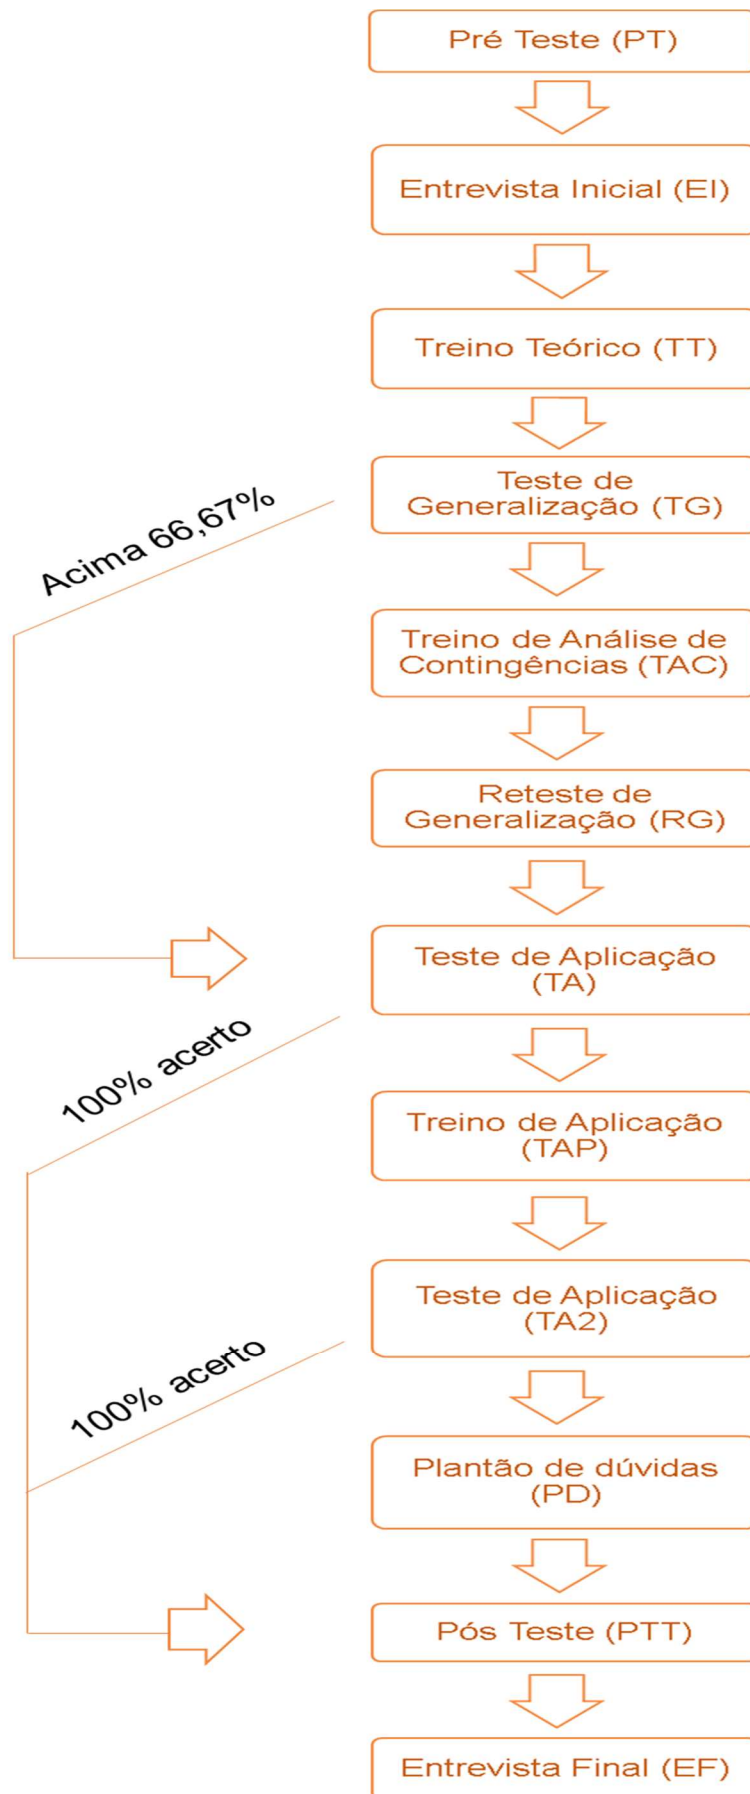 Pré Teste (PT)
Entrevista Inicial (EI)
Treino Teórico (TT)
Teste de
Generalização (TG)
Acima 66,67%
Treino de Análise de
Contingências (TAC)
Reteste de
Generalização (RG)
Teste de Aplicação
(TA)
100% acerto
Treino de Aplicação
(TAP)
Teste de Aplicação
(TA2)
100% acerto
Plantão de dúvidas
(PD)
Pós Teste (PTT)
Entrevista Final (EF)